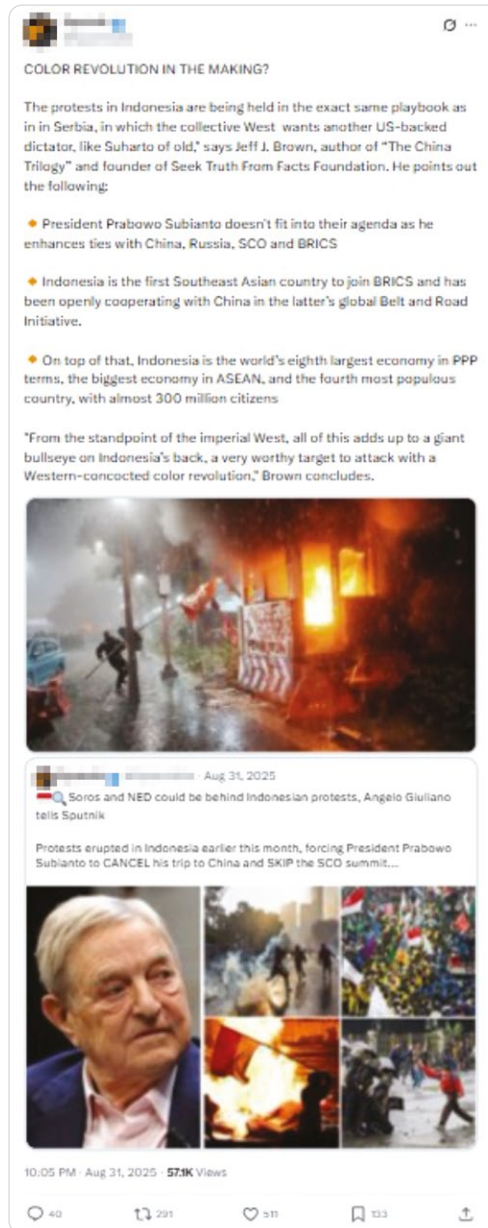 COLOR REVOLUTION IN THE MAKING?
The protests in Indonesia are being held in the exact same playbook as
in in Serbia, in which the collective West wants another US-backed
dictator, like Suharto of old," says Jeff J. Brown, author of “The China
Trilogy” and founder of Seek Truth From Facts Foundation. He points out
the following:
🔸 President Prabowo Subianto doesn't fit into their agenda as he
enhances ties with China, Russia, SCO and BRICS
🔸 Indonesia is the first Southeast Asian country to join BRICS and has
been openly cooperating with China in the latter's global Belt and Road
Initiative.
🔸 On top of that, Indonesia is the world's eighth largest economy in PPP
terms, the biggest economy in ASEAN, and the fourth most populous
country, with almost 300 million citizens
"From the standpoint of the imperial West, all of this adds up to a giant
bullseye on Indonesia's back, a very worthy target to attack with a
Western-concocted color revolution," Brown concludes.
· Aug 31, 2025
Soros and NED could be behind Indonesian protests, Angelo Giuliano
tells Sputnik
Protests erupted in Indonesia earlier this month, forcing President Prabowo
Subianto to CANCEL his trip to China and SKIP the SCO summit...
10:05 PM · Aug 31, 2025 · 57.1K Views
40 291 511 133